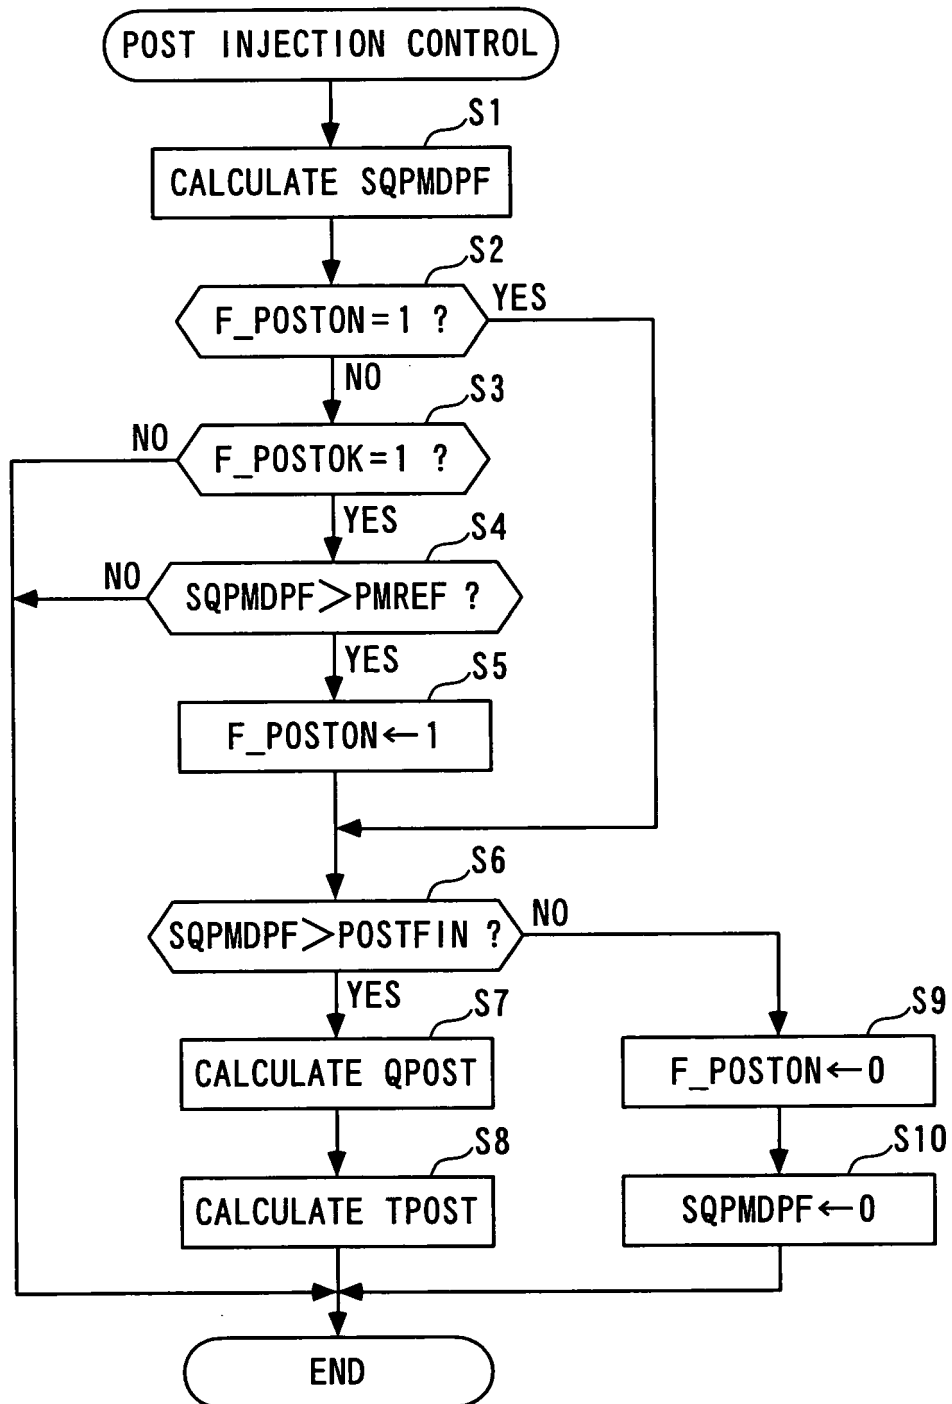 POST INJECTION CONTROL
S1
CALCULATE SQPMDPF
S2
F_POSTON=1 ?
YES
NO
S3
NO
F_POSTOK=1 ?
YES
S4
NO
SQPMDPF>PMREF ?
YES
S5
F_POSTON←1
S6
SQPMDPF>POSTFIN ?
NO
YES
S7
CALCULATE QPOST
S9
F_POSTON←0
S8
CALCULATE TPOST
S10
SQPMDPF←0
END